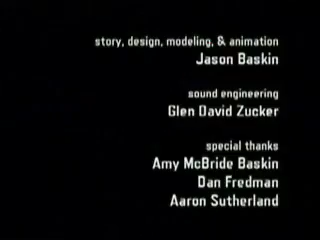 story, design, modeling, & animation
Jason Baskin
sound engineering
Glen David Zucker
special thanks
Amy McBride Baskin
Dan Fredman
Aaron Sutherland